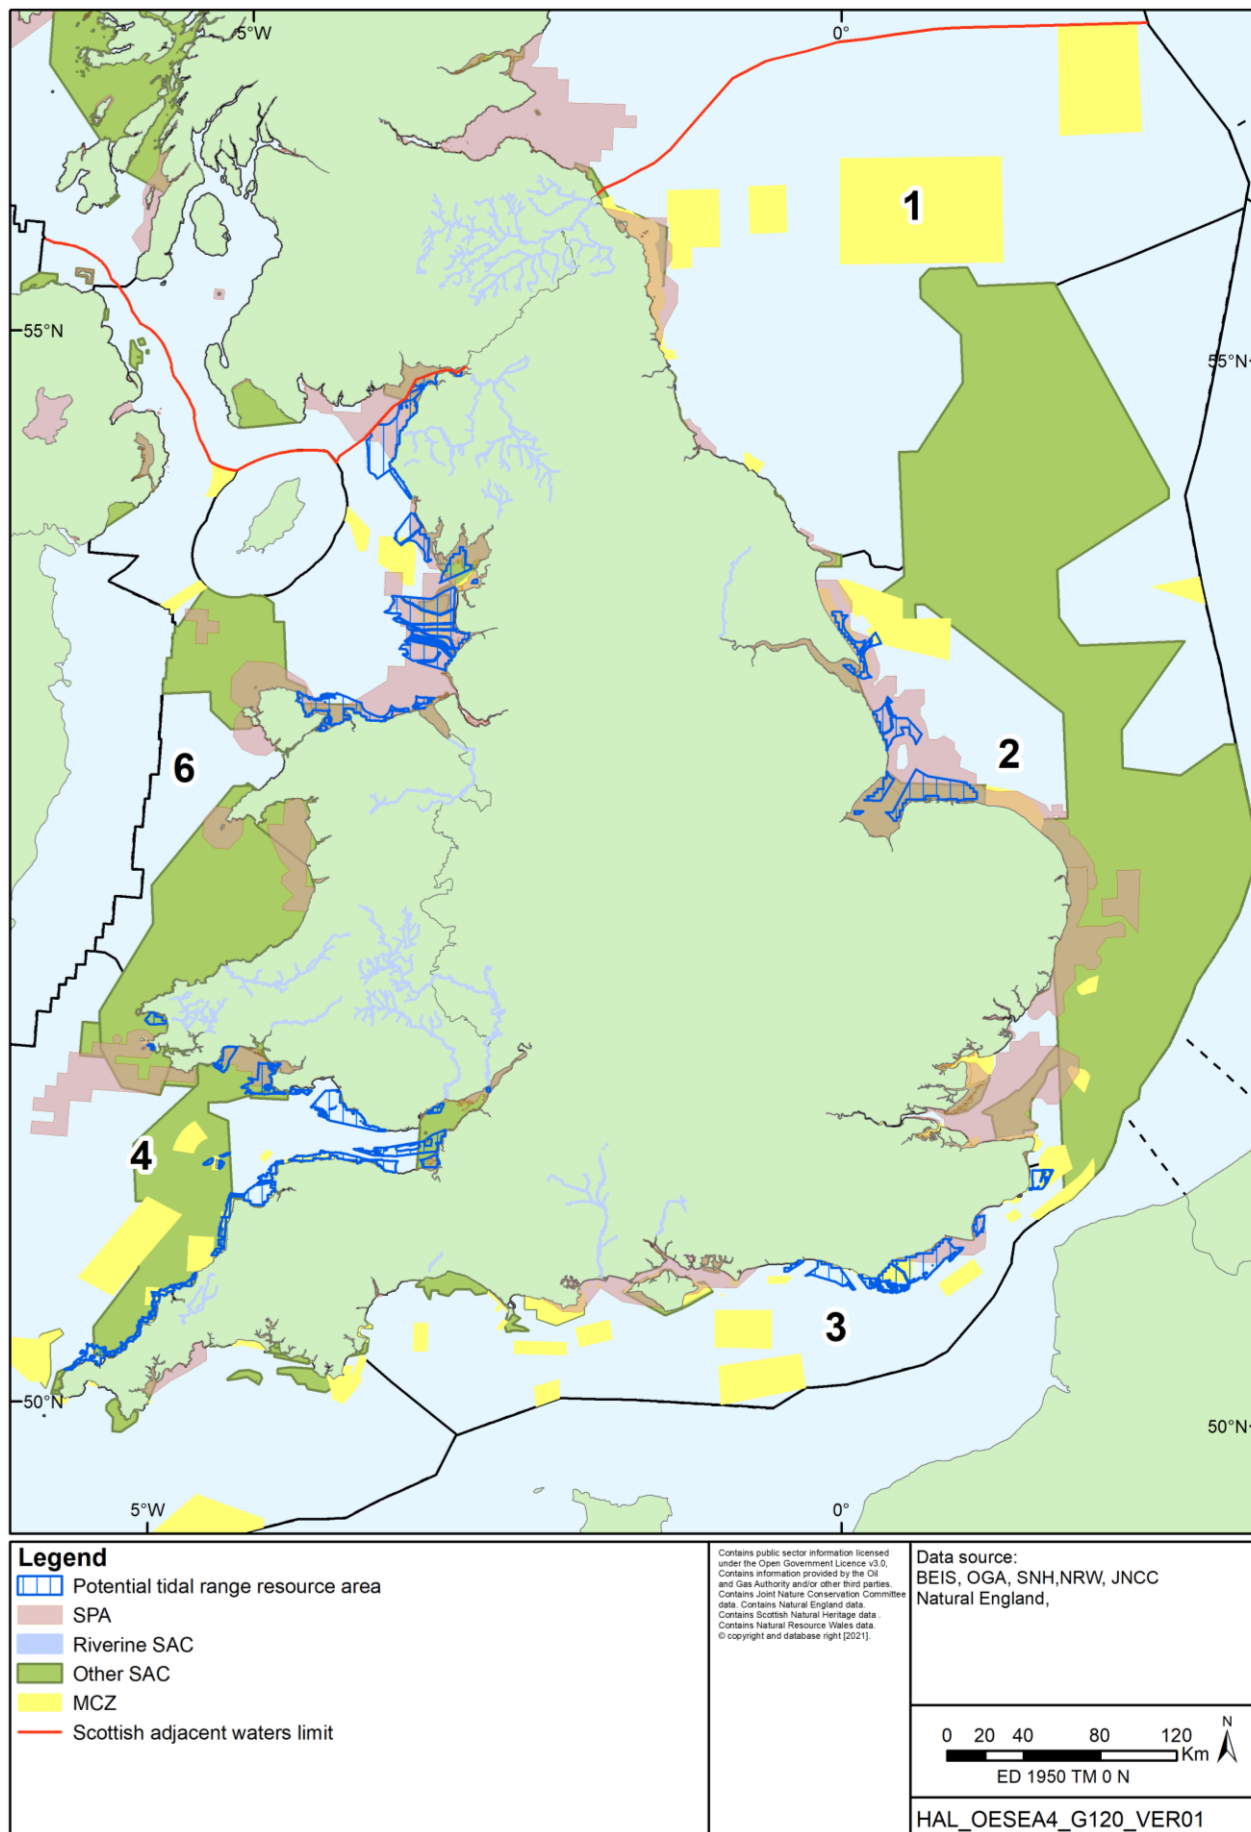 5°W
0°
1
55°N
55°N
2
6
4
3
50°N
50°N
5°W
0°
Legend
Potential tidal range resource area
SPA
Riverine SAC
Other SAC
MCZ
Scottish adjacent waters limit
Contains public sector information licensed
under the Open Government Licence v3.0,
Contains information provided by the Oil
and Gas Authority and/or other third parties.
Contains Joint Nature Conservation Committee
data. Contains Natural England data.
Contains Scottish Natural Heritage data .
Contains Natural Resource Wales data.
© copyright and database right [2021].
Data source:
BEIS, OGA, SNH,NRW, JNCC
Natural England,
0 20 40 80 120
Km
N
ED 1950 TM 0 N
HAL_OESEA4_G120_VER01